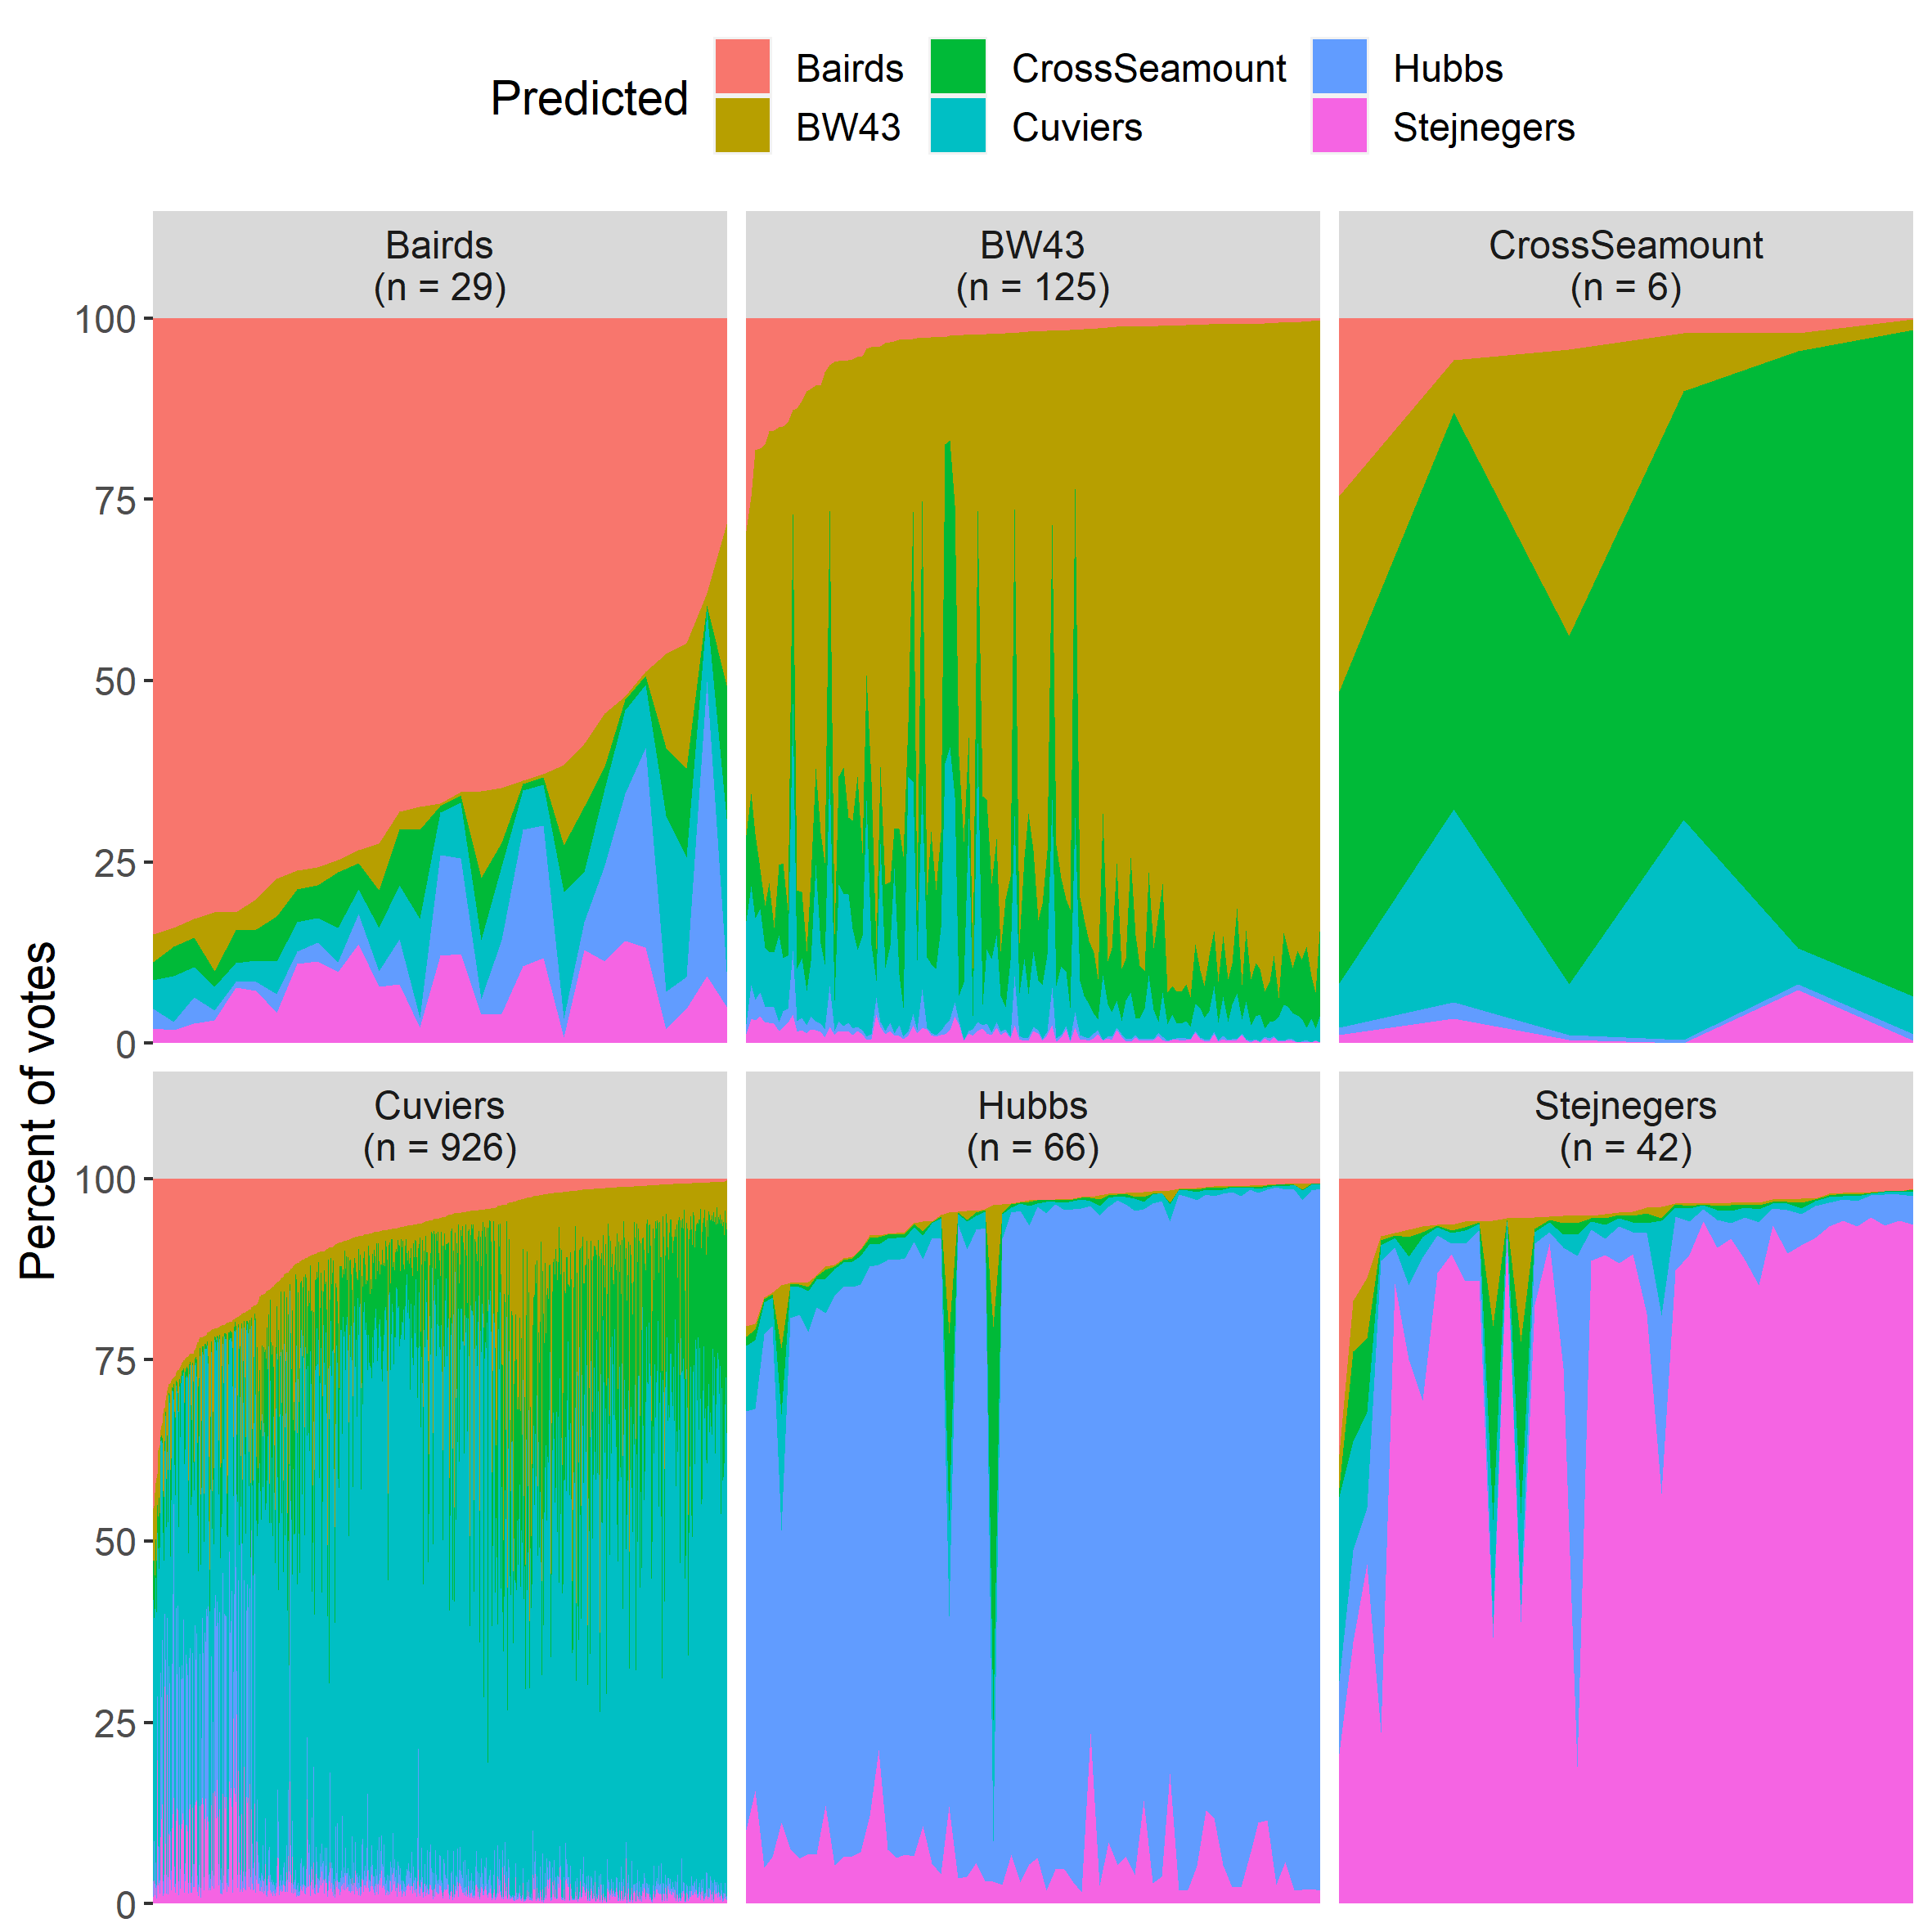 Predicted
Bairds
CrossSeamount
Hubbs
BW43
Cuviers
Stejnegers
Percent of votes
Bairds
(n = 29)
BW43
(n = 125)
CrossSeamount
(n = 6)
100
75
50
25
0
Cuviers
(n = 926)
Hubbs
(n = 66)
Stejnegers
(n = 42)
100
75
50
25
0